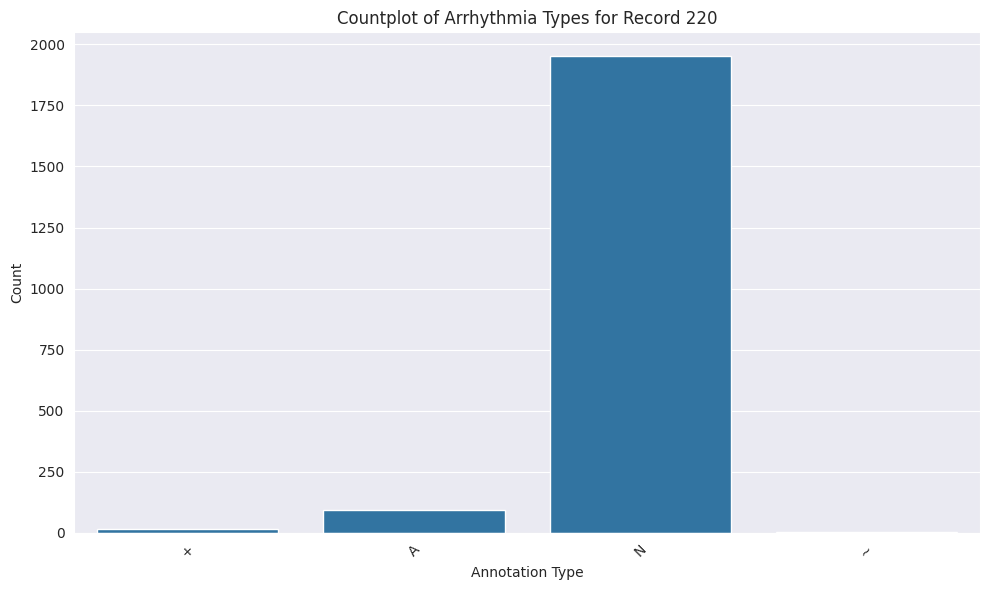 Countplot of Arrhythmia Types for Record 220
Count
2000
1750
1500
1250
1000
750
500
250
0
+ A N ~
Annotation Type